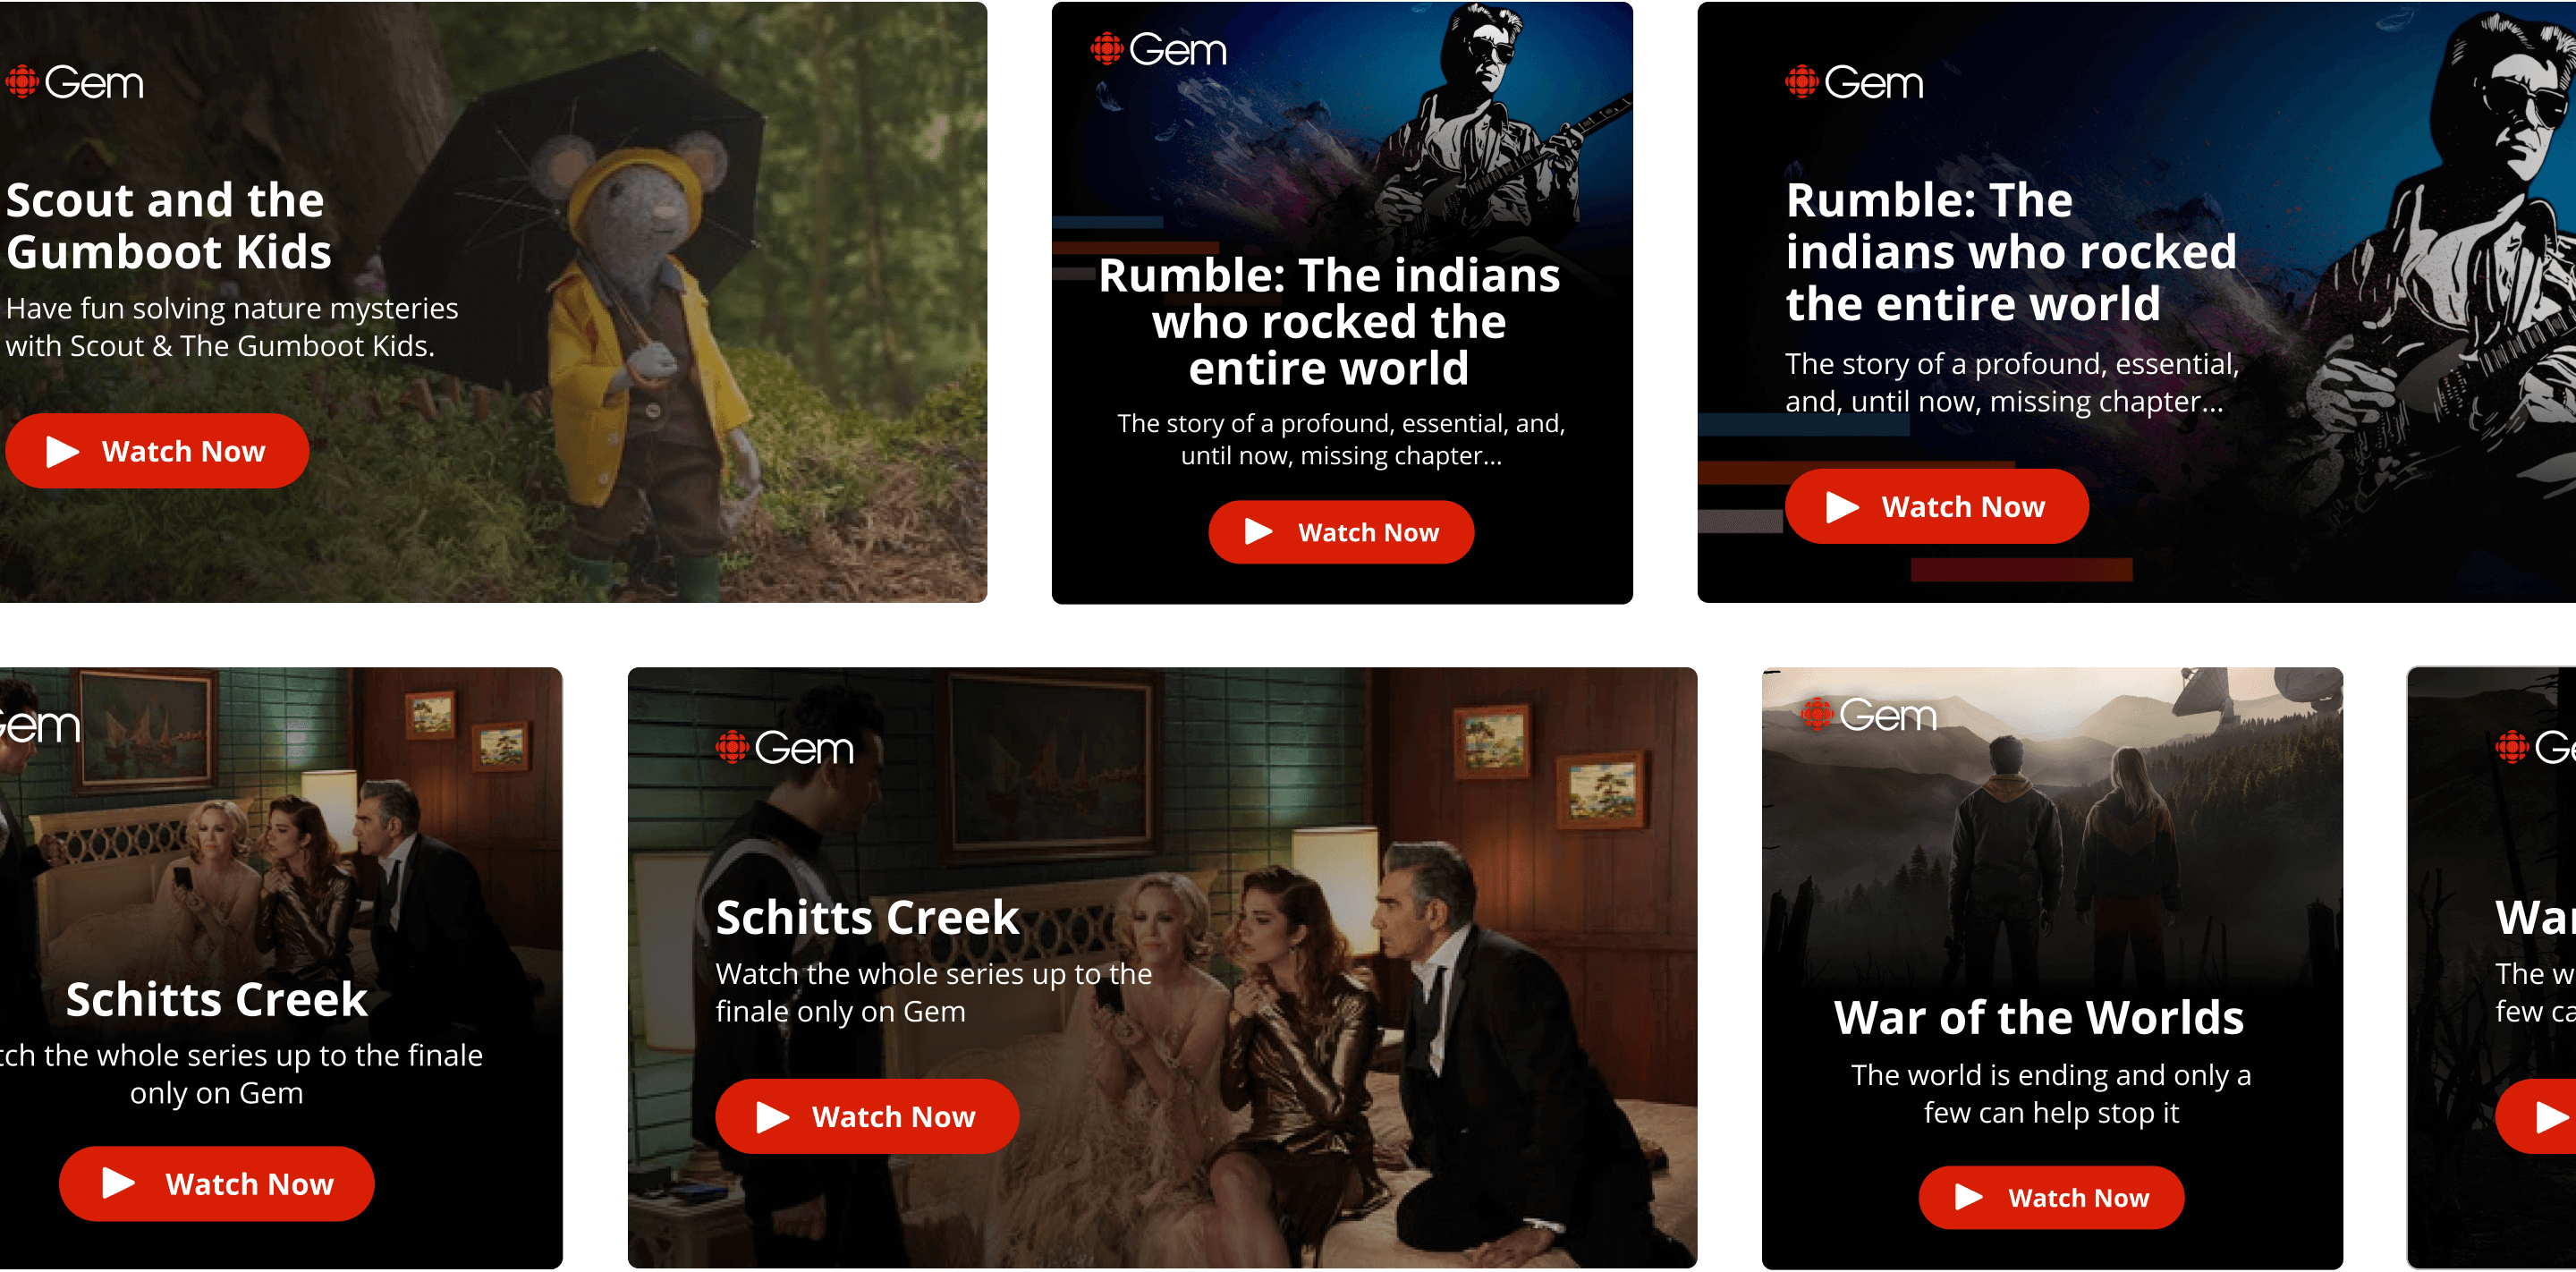 Gem
Scout and the
Gumboot Kids
Have fun solving nature mysteries
with Scout & The Gumboot Kids.
Watch Now
Gem
Rumble: The indians
who rocked the
entire world
The story of a profound, essential, and,
until now, missing chapter...
Watch Now
Gem
Rumble: The
indians who rocked
the entire world
The story of a profound, essential,
and, until now, missing chapter...
Watch Now
Gem
Schitts Creek
the whole series up to the finale
only on Gem
Watch Now
Gem
Schitts Creek
Watch the whole series up to the
finale only on Gem
Watch Now
Gem
War of the Worlds
The world is ending and only a
few can help stop it
Watch Now
The
few